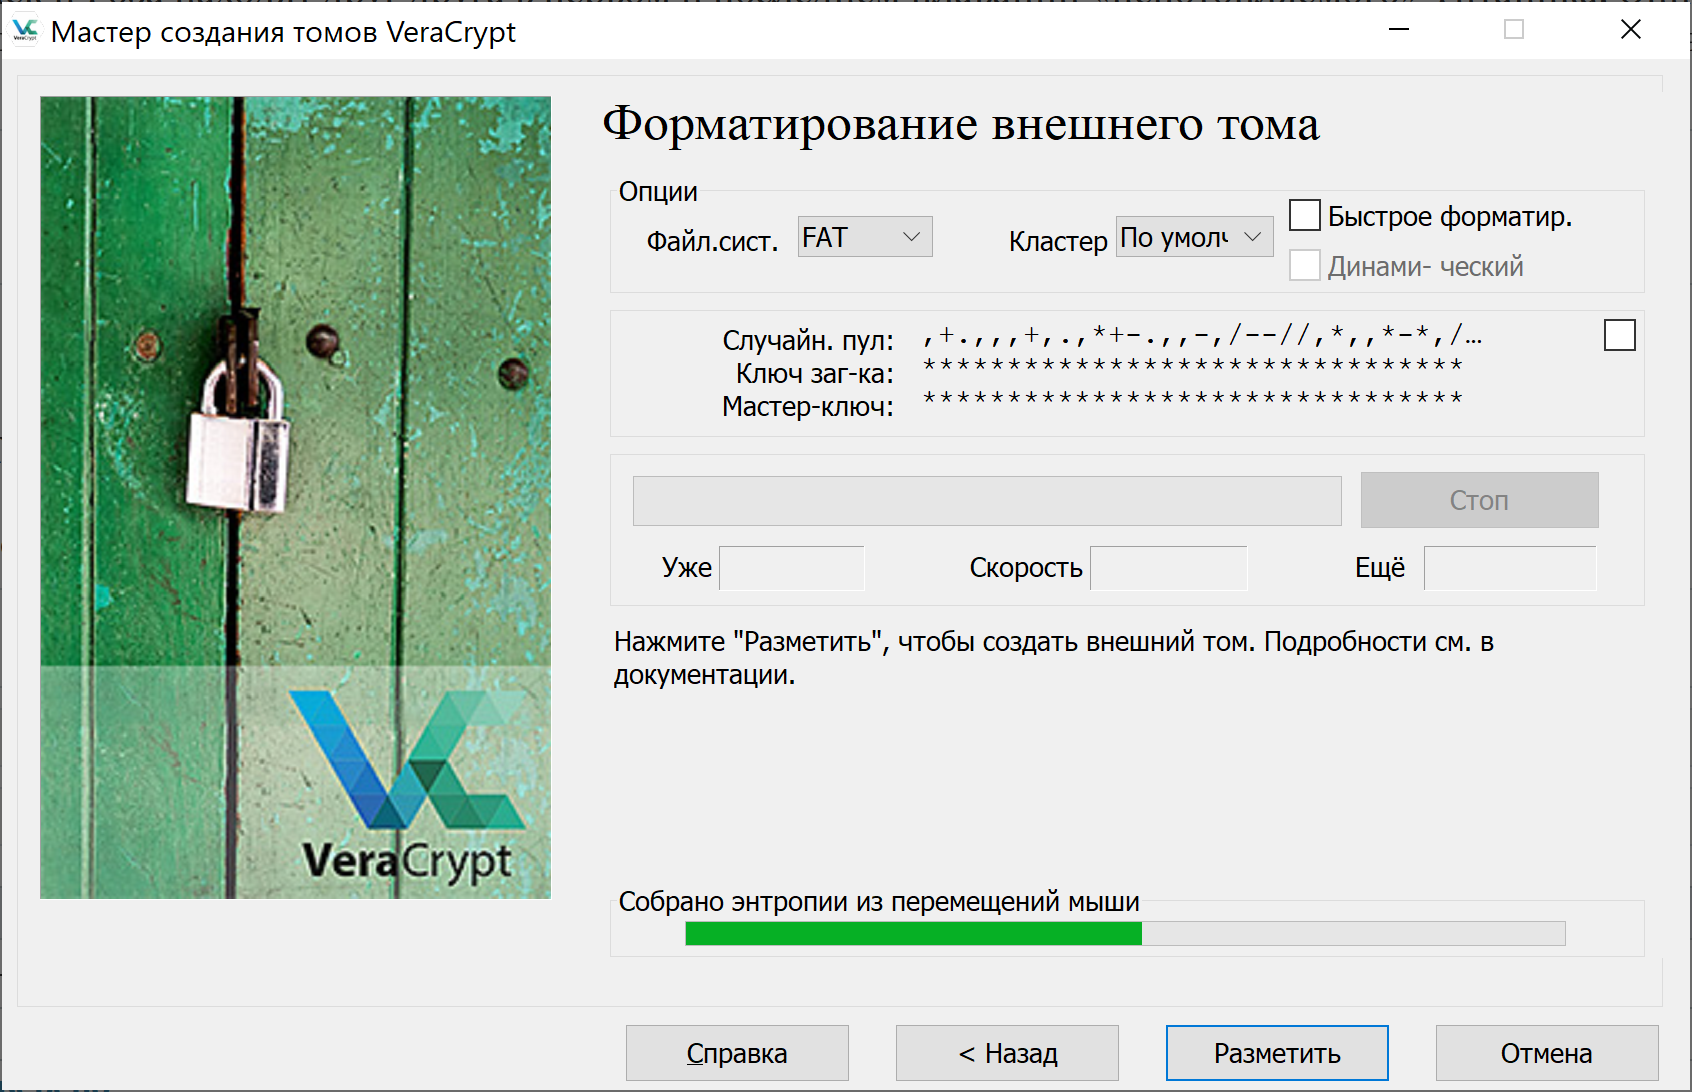 Мастер создания томов VeraCrypt
Форматирование внешнего тома
Опции
Файл.сист. FAT Кластер По умолч Быстрое форматир.
Динами- ческий
Случайн. пул: ,+.,,,+,.,*+-.,,-,/--//,*,,*-*,/...
Ключ заг-ка: ********************************
Мастер-ключ: ********************************
Стоп
Уже Скорость Ещё
Нажмите "Разметить", чтобы создать внешний том. Подробности см. в
документации.
VeraCrypt
Собрано энтропии из перемещений мыши
Справка < Назад Разметить Отмена